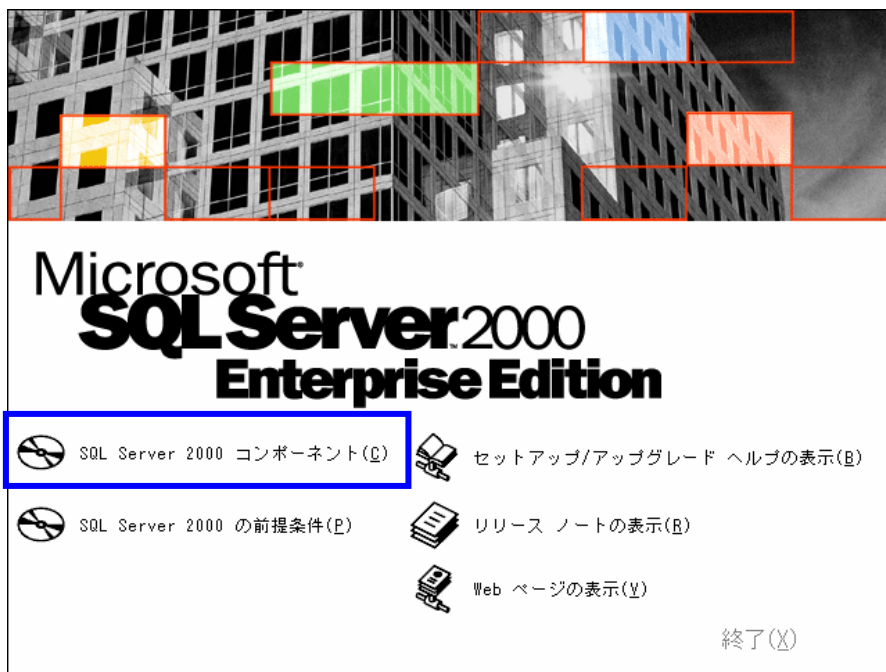 Microsoft®
SQL Server™2000
Enterprise Edition
SQL Server 2000 コンポーネント(C)
セットアップ/アップグレード ヘルプの表示(B)
SQL Server 2000 の前提条件(P)
リリース ノートの表示(R)
Web ページの表示(V)
終了(X)